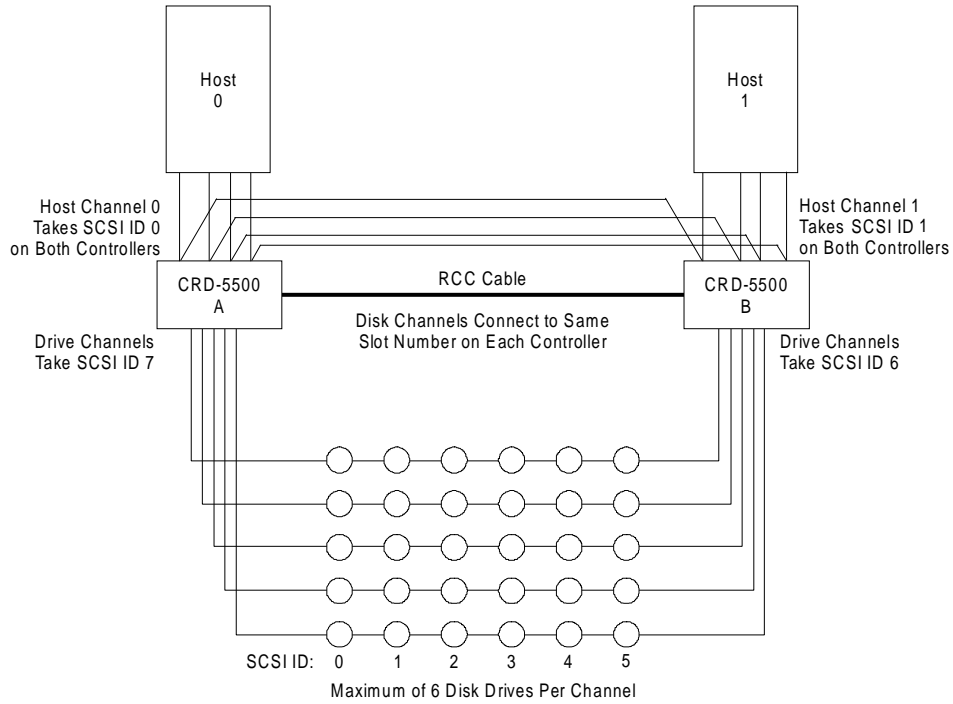 Host
0
Host
1
Host Channel 0
Takes SCSI ID 0
on Both Controllers
Host Channel 1
Takes SCSI ID 1
on Both Controllers
CRD-5500
A
RCC Cable
CRD-5500
B
Disk Channels Connect to Same
Slot Number on Each Controller
Drive Channels
Take SCSI ID 7
Drive Channels
Take SCSI ID 6
SCSI ID: 0 1 2 3 4 5
Maximum of 6 Disk Drives Per Channel